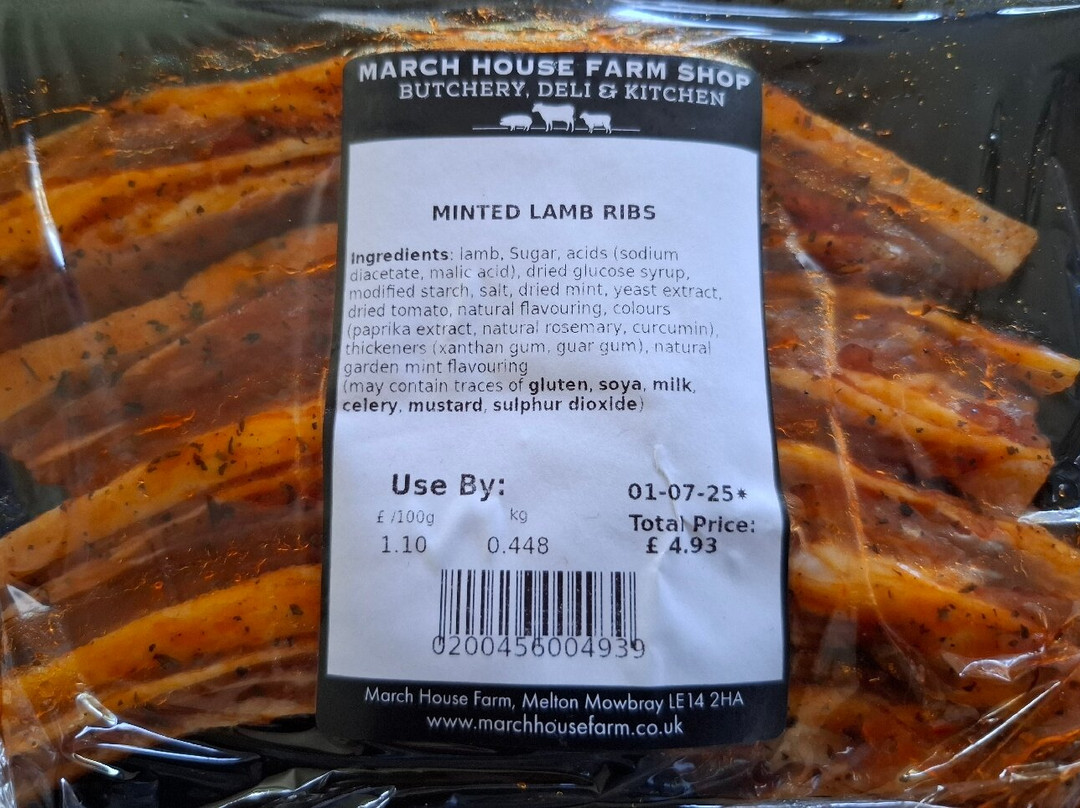 MARCH HOUSE FARM SHOP
BUTCHERY, DELI & KITCHEN
MINTED LAMB RIBS
Ingredients: lamb, Sugar, acids (sodium
diacetate, malic acid), dried glucose syrup,
modified starch, salt, dried mint, yeast extract,
dried tomato, natural flavouring, colours
(paprika extract, natural rosemary, curcumin),
thickeners (xanthan gum, guar gum), natural
garden mint flavouring
(may contain traces of gluten, soya, milk,
celery, mustard, sulphur dioxide)
Use By: 01-07-25*
£ /100g kg Total Price:
1.10 0.448 £ 4.93
0200456004939
March House Farm, Melton Mowbray LE14 2HA
www.marchhousefarm.co.uk